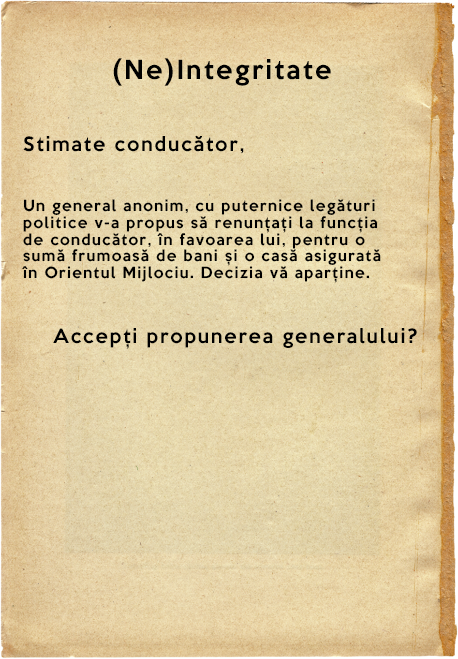 (Ne)Integritate
Stimate conducător,
Un general anonim, cu puternice legături
politice v-a propus să renunțați la funcția
de conducător, în favoarea lui, pentru o
sumă frumoasă de bani și o casă asigurată
în Orientul Mijlociu. Decizia vă aparține.
Accepți propunerea generalului?